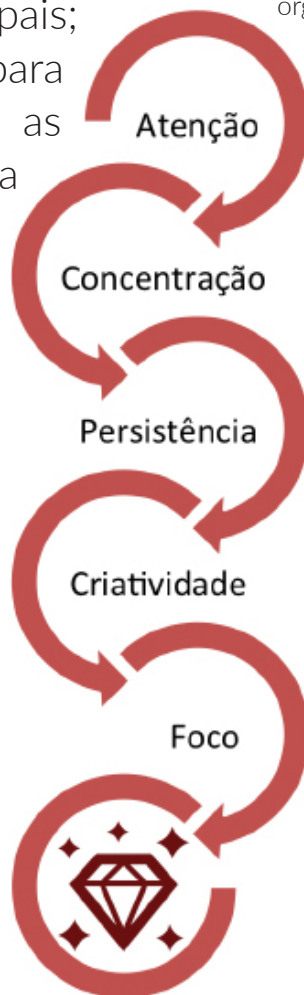 pais;
para
as
a
org
Atenção
Concentração
Persistência
Criatividade
Foco